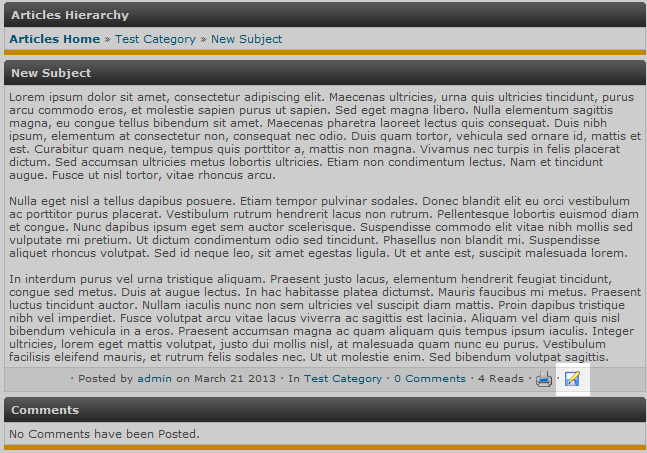 Articles Hierarchy
Articles Home » Test Category » New Subject
New Subject
Lorem ipsum dolor sit amet, consectetur adipiscing elit. Maecenas ultricies, urna quis ultricies tincidunt, purus
arcu commodo eros, et molestie sapien purus ut sapien. Sed eget magna libero. Nulla elementum sagittis
magna, eu congue tellus bibendum sit amet. Maecenas pharetra laoreet lectus quis consequat. Duis nibh
ipsum, elementum at consectetur non, consequat nec odio. Duis quam tortor, vehicula sed ornare id, mattis et
est. Curabitur quam neque, tempus quis porttitor a, mattis non magna. Vivamus nec turpis in felis placerat
dictum. Sed accumsan ultricies metus lobortis ultricies. Etiam non condimentum lectus. Nam et tincidunt
augue. Fusce ut nisl tortor, vitae rhoncus arcu.
Nulla eget nisl a tellus dapibus posuere. Etiam tempor pulvinar sodales. Donec blandit elit eu orci vestibulum
ac porttitor purus placerat. Vestibulum rutrum hendrerit lacus non rutrum. Pellentesque lobortis euismod diam
et congue. Nunc dapibus ipsum eget sem auctor scelerisque. Suspendisse commodo elit vitae nibh mollis sed
vulputate mi pretium. Ut dictum condimentum odio sed tincidunt. Phasellus non blandit mi. Suspendisse
aliquet rhoncus volutpat. Sed id neque leo, sit amet egestas ligula. Ut et ante est, suscipit malesuada lorem.
In interdum purus vel urna tristique aliquam. Praesent justo lacus, elementum hendrerit feugiat tincidunt,
congue sed metus. Duis at augue lectus. In hac habitasse platea dictumst. Mauris faucibus mi metus. Praesent
luctus tincidunt auctor. Nullam iaculis nunc non sem ultricies vel suscipit diam mattis. Proin dapibus tristique
nibh vel imperdiet. Fusce volutpat arcu vitae lacus viverra ac sagittis est lacinia. Aliquam vel diam quis nisl
bibendum vehicula in a eros. Praesent accumsan magna ac quam aliquam quis tempus ipsum iaculis. Integer
ultricies, lorem eget mattis volutpat, justo dui mollis nisl, at malesuada quam nunc eu purus. Vestibulum
facilisis eleifend mauris, et rutrum felis sodales nec. Ut ut molestie enim. Sed bibendum volutpat sagittis.
· Posted by admin on March 21 2013 · In Test Category · 0 Comments · 4 Reads · ·
Comments
No Comments have been Posted.